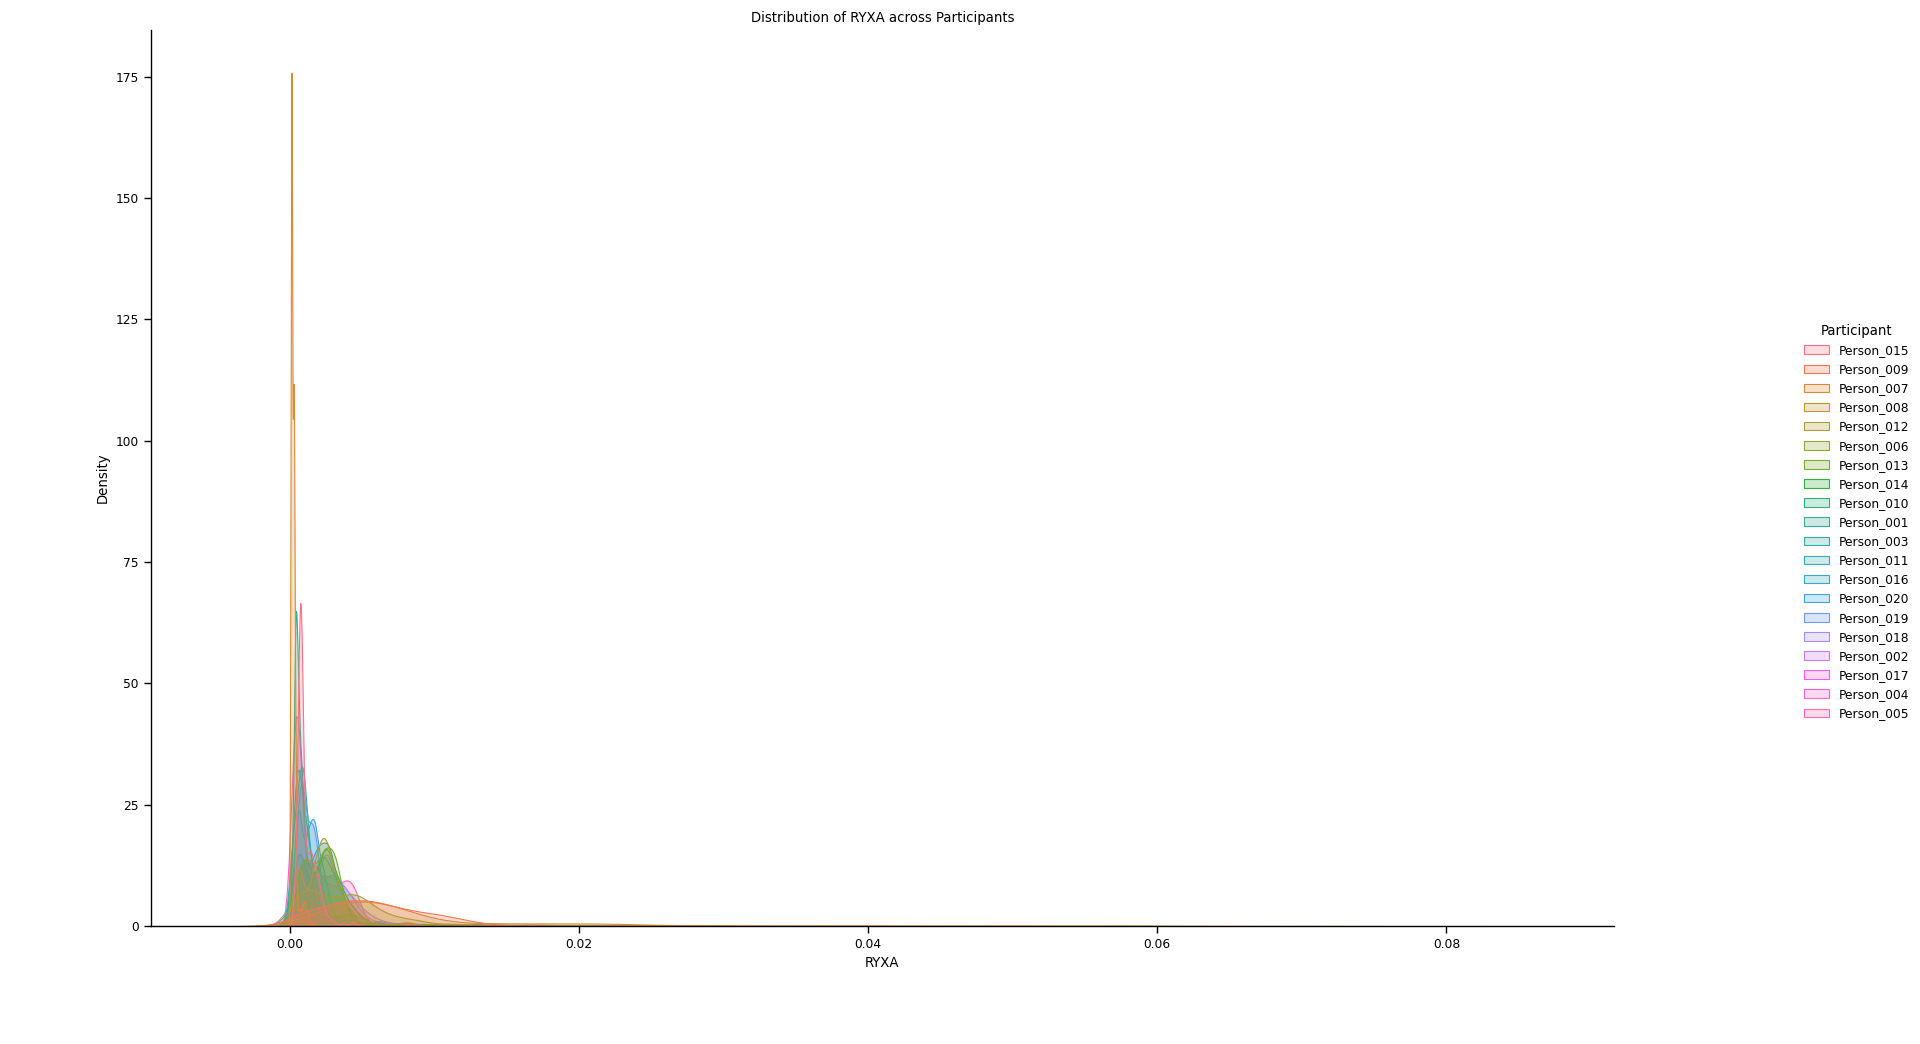 Distribution of RYXA across Participants
175
150
125
100
75
50
25
0
Density
0.00
0.02
0.04
0.06
0.08
RYXA
Participant
Person_015
Person_009
Person_007
Person_008
Person_012
Person_006
Person_013
Person_014
Person_010
Person_001
Person_003
Person_011
Person_016
Person_020
Person_019
Person_018
Person_002
Person_017
Person_004
Person_005